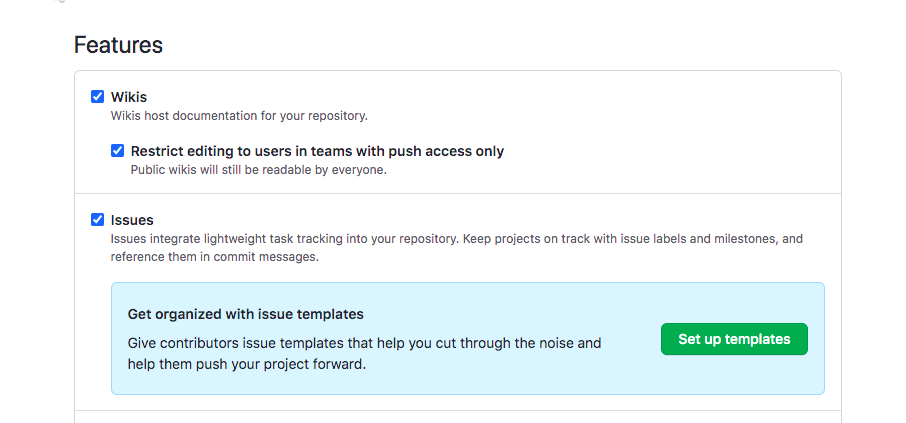 Features
Wikis
Wikis host documentation for your repository.
Restrict editing to users in teams with push access only
Public wikis will still be readable by everyone.
Issues
Issues integrate lightweight task tracking into your repository. Keep projects on track with issue labels and milestones, and
reference them in commit messages.
Get organized with issue templates
Give contributors issue templates that help you cut through the noise and
help them push your project forward.
Set up templates